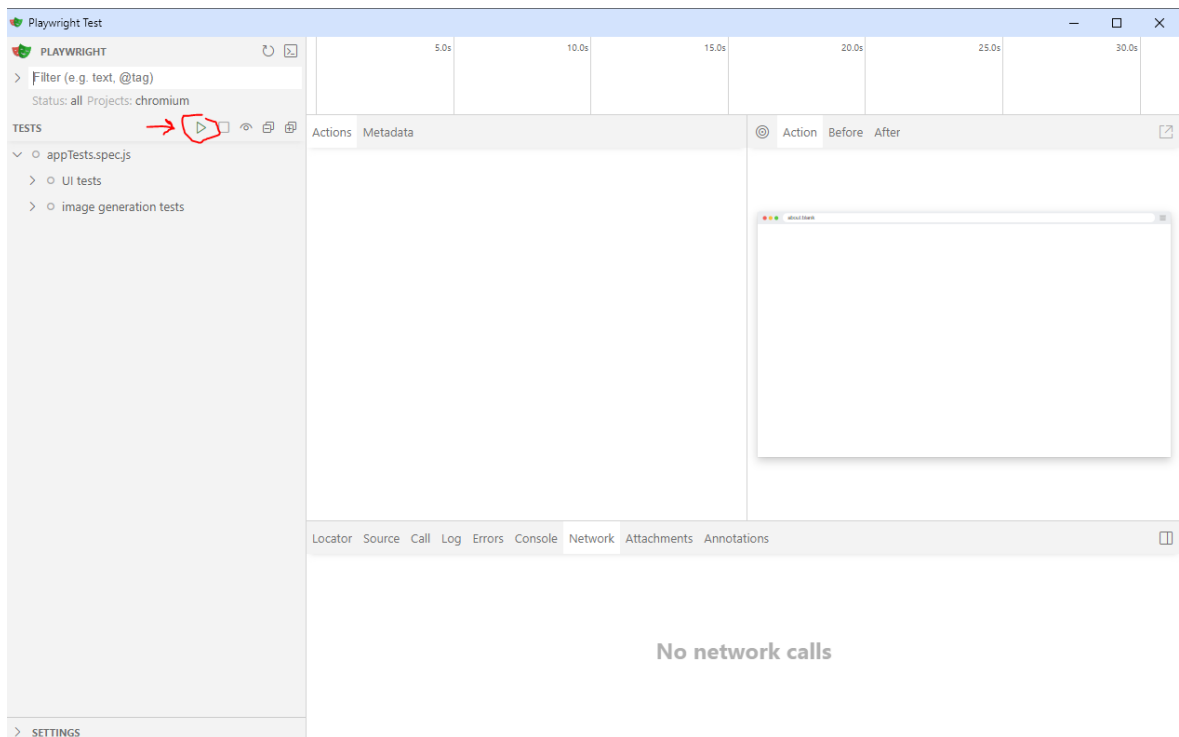 Playwright Test
PLAYWRIGHT
Filter (e.g. text, @tag)
Status: all Projects: chromium
TESTS
appTests.spec.js
UI tests
image generation tests
SETTINGS
5.0s 10.0s 15.0s 20.0s 25.0s 30.0s
Actions Metadata
Action Before After
about:blank
Locator Source Call Log Errors Console Network Attachments Annotations
No network calls